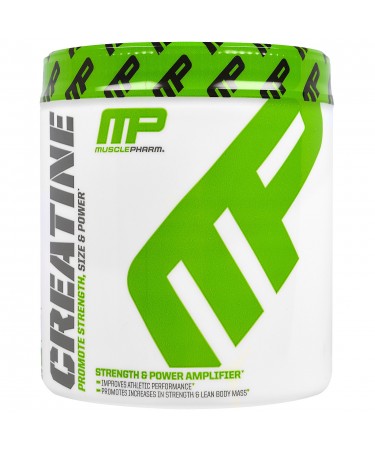 MP
MUSCLEPHARM®
CREATINE
PROMOTE STRENGTH, SIZE & POWER*
STRENGTH & POWER AMPLIFIER*
IMPROVES ATHLETIC PERFORMANCE*
PROMOTES INCREASES IN STRENGTH & LEAN BODY MASS*